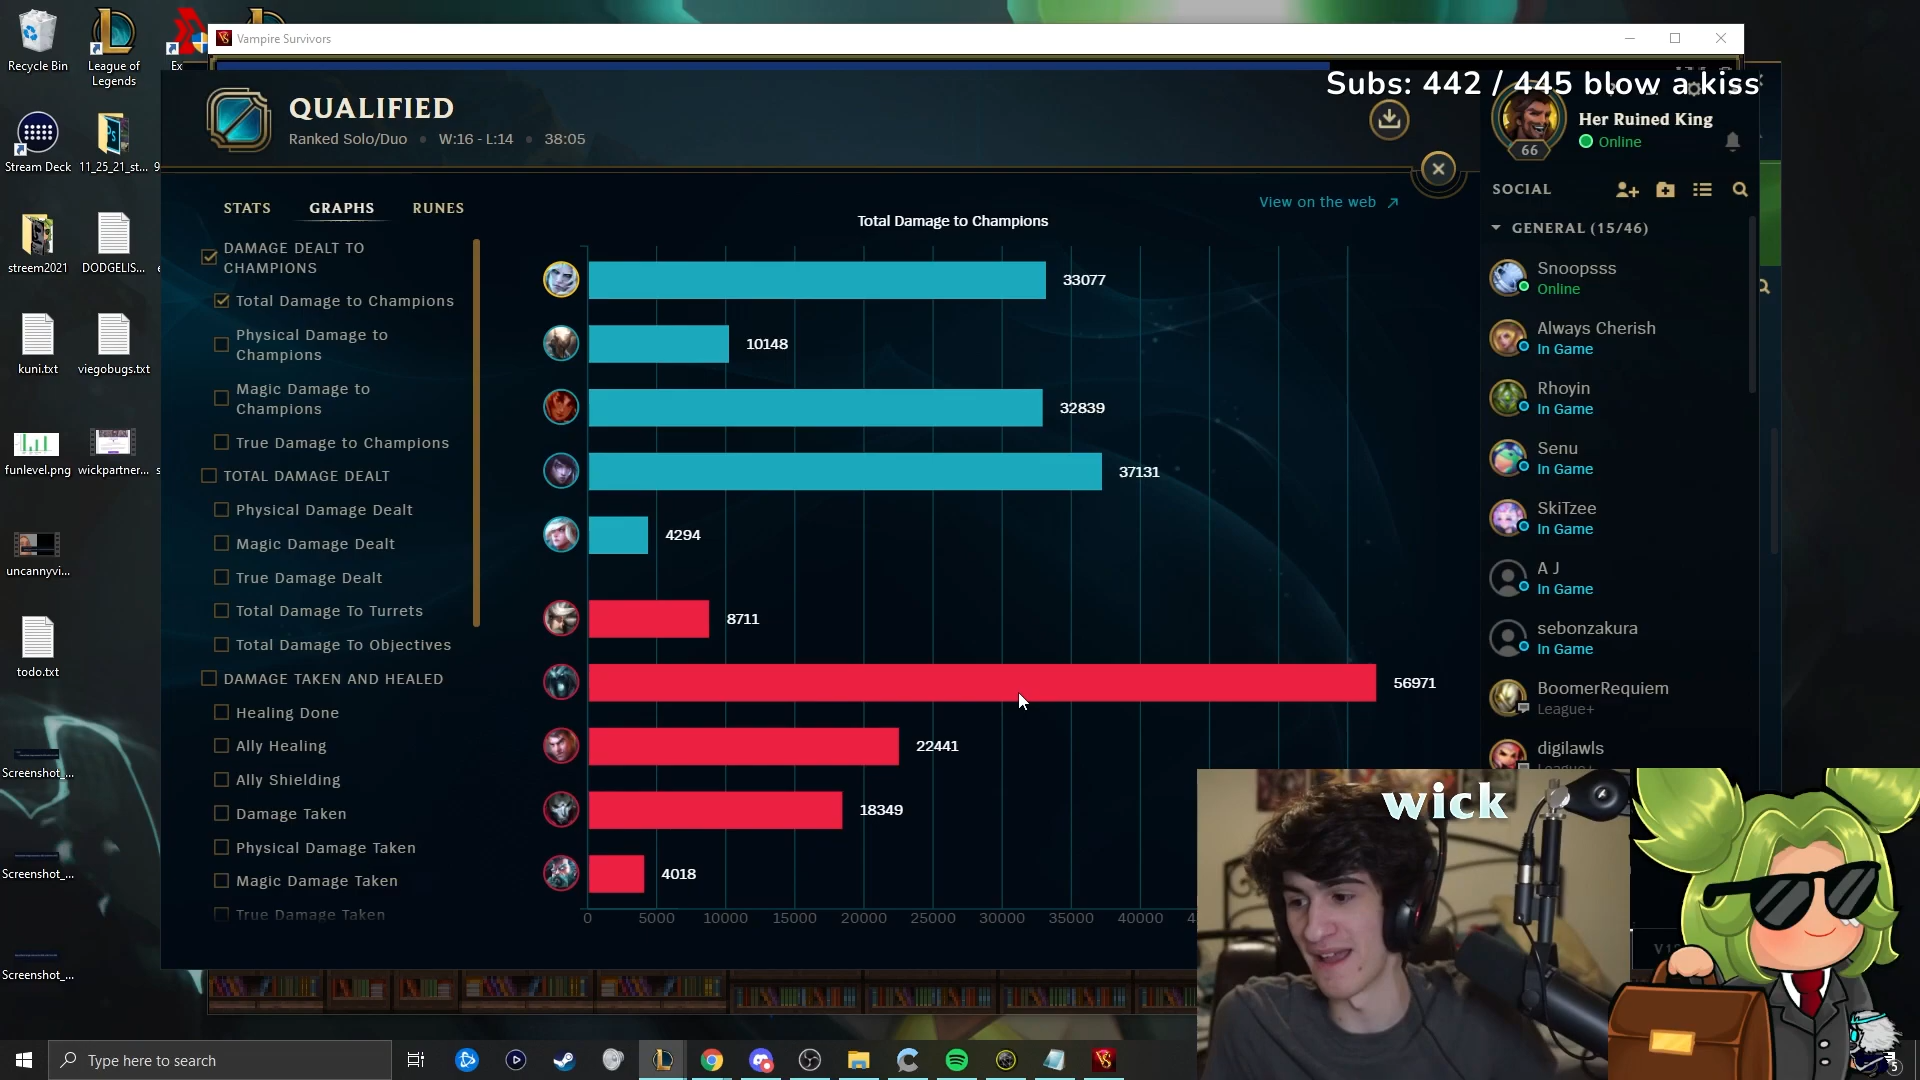 Recycle Bin
League of
Legends
Ex
Stream Deck
11_25_21_st...
9
streem2021
DODGELIS...
kuni.txt
viegobugs.txt
funlevel.png
wickpartner...
s
uncannyvi...
todo.txt
Screenshot_...
Screenshot_...
Screenshot_...
Vampire Survivors
Subs: 442 / 445 blow a kiss
QUALIFIED
Ranked Solo/Duo • W:16 - L:14 • 38:05
STATS
GRAPHS
RUNES
View on the web
DAMAGE DEALT TO
CHAMPIONS
Total Damage to Champions
Physical Damage to
Champions
Magic Damage to
Champions
True Damage to Champions
TOTAL DAMAGE DEALT
Physical Damage Dealt
Magic Damage Dealt
True Damage Dealt
Total Damage To Turrets
Total Damage To Objectives
DAMAGE TAKEN AND HEALED
Healing Done
Ally Healing
Ally Shielding
Damage Taken
Physical Damage Taken
Magic Damage Taken
True Damage Taken
Total Damage to Champions
33077
10148
32839
37131
4294
8711
56971
22441
18349
4018
0 5000 10000 15000 20000 25000 30000 35000 40000 4
66
Her Ruined King
Online
SOCIAL
GENERAL (15/46)
Snoopsss
Online
Always Cherish
In Game
Rhoyin
In Game
Senu
In Game
SkiTzee
In Game
A J
In Game
sebonzakura
In Game
BoomerRequiem
League+
digilawls
League+
wick
Type here to search
5